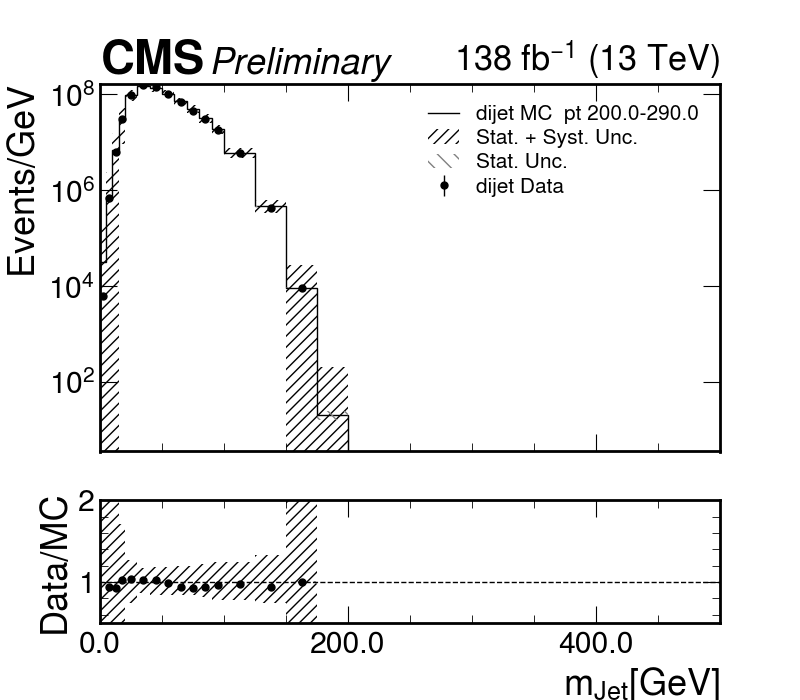 CMS Preliminary 138 fb⁻¹ (13 TeV)
Events/GeV
10⁸
10⁶
10⁴
10²
dijet MC pt 200.0-290.0
Stat. + Syst. Unc.
Stat. Unc.
dijet Data
Data/MC
2
1
0.0 200.0 400.0
m_Jet[GeV]